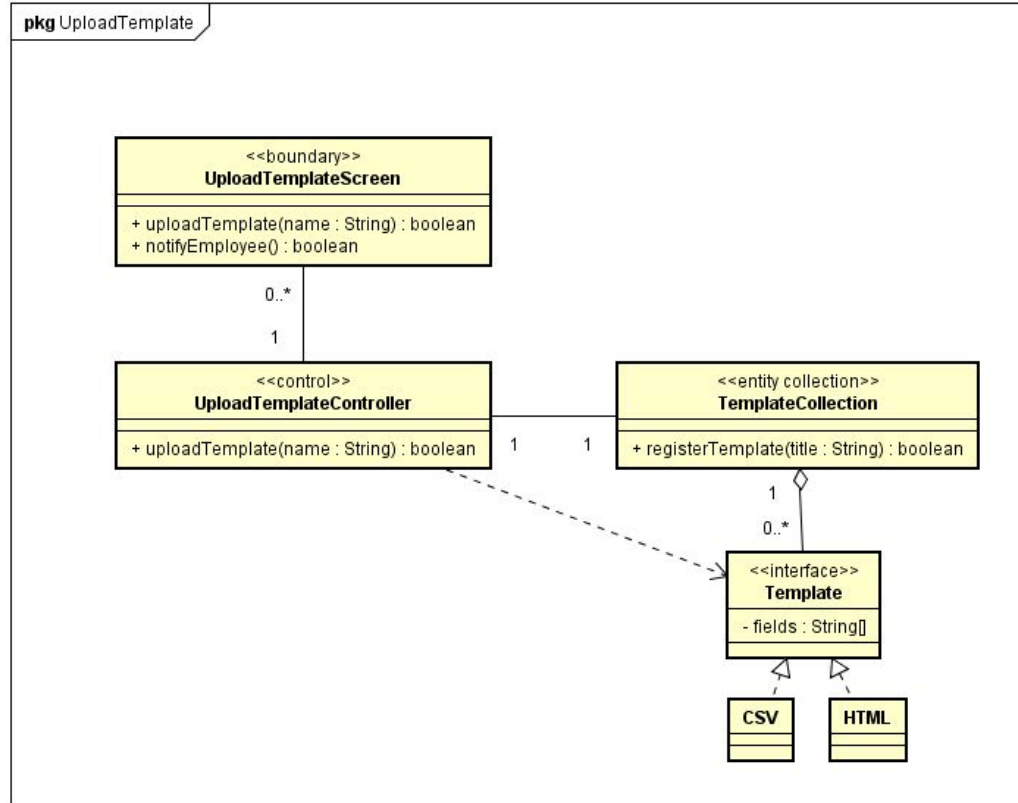 pkg UploadTemplate
<<boundary>>
UploadTemplateScreen
+ uploadTemplate(name : String) : boolean
+ notifyEmployee() : boolean
0..*
1
<<control>>
UploadTemplateController
+ uploadTemplate(name : String) : boolean
1
1
<<entity collection>>
TemplateCollection
+ registerTemplate(title : String) : boolean
1
0..*
<<interface>>
Template
- fields : String[]
CSV
HTML